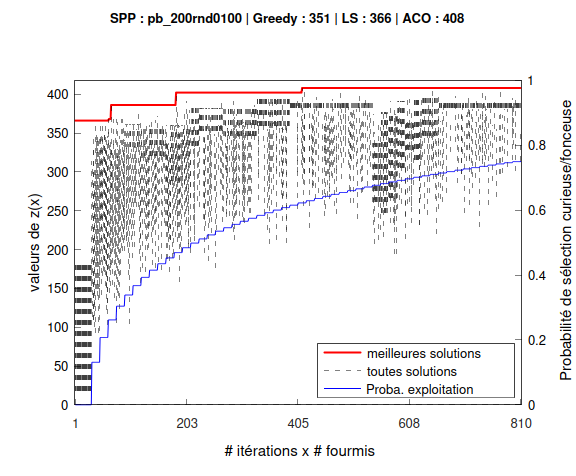 SPP : pb_200rnd0100 | Greedy : 351 | LS : 366 | ACO : 408
400
350
300
250
200
150
100
50
0
valeurs de z(x)
1
0.8
0.6
0.4
0.2
0
Probabilité de sélection curieuse/fonceuse
meilleures solutions
toutes solutions
Proba. exploitation
1 203 405 608 810
# itérations x # fourmis